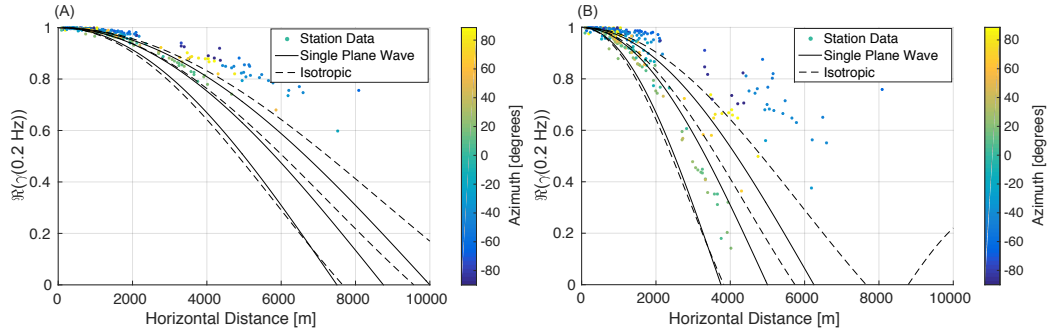 (A)
1
0.8
0.6
0.4
0.2
0
ℜ(γ(0.2 Hz))
0 2000 4000 6000 8000 10000
Horizontal Distance [m]
Station Data
Single Plane Wave
Isotropic
80
60
40
20
0
-20
-40
-60
-80
Azimuth [degrees]
(B)
1
0.8
0.6
0.4
0.2
0
ℜ(γ(0.2 Hz))
0 2000 4000 6000 8000 10000
Horizontal Distance [m]
Station Data
Single Plane Wave
Isotropic
80
60
40
20
0
-20
-40
-60
-80
Azimuth [degrees]